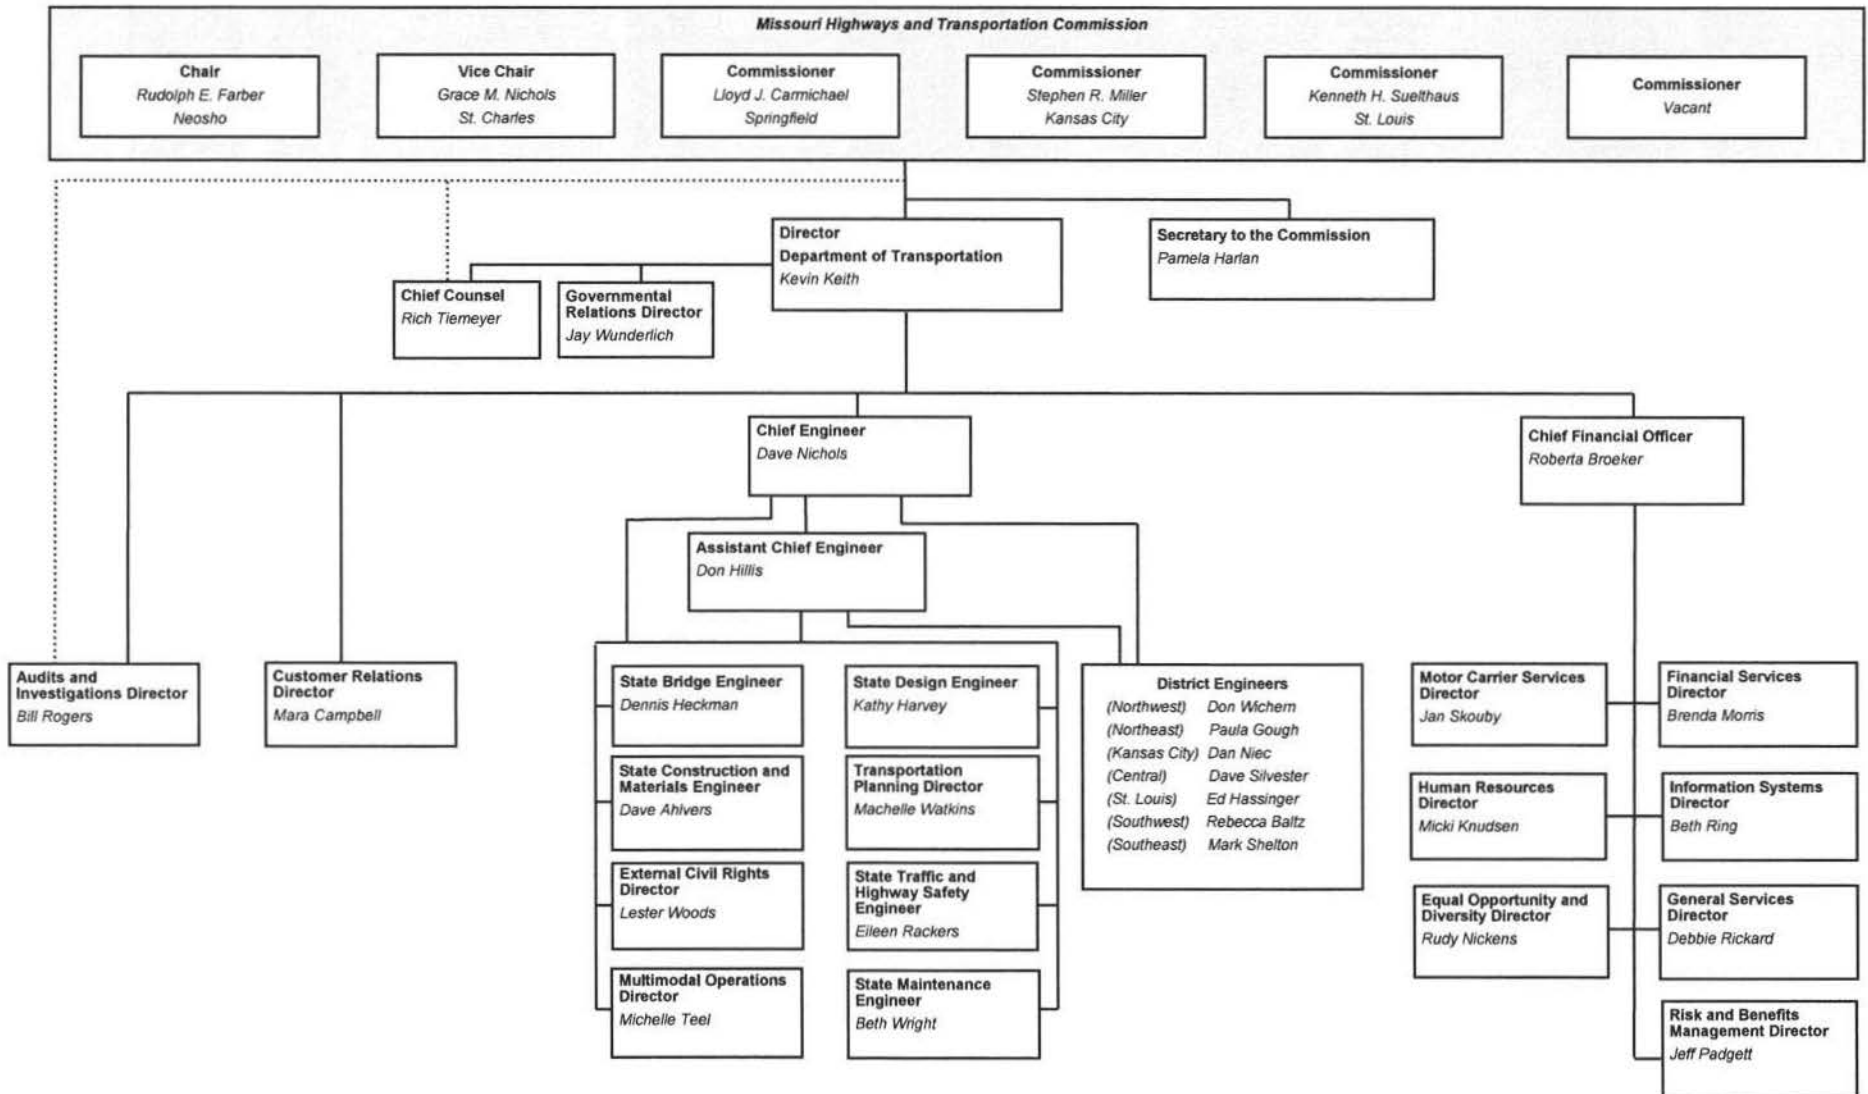 Missouri Highways and Transportation Commission
Chair
Rudolph E. Farber
Neosho
Vice Chair
Grace M. Nichols
St. Charles
Commissioner
Lloyd J. Carmichael
Springfield
Commissioner
Stephen R. Miller
Kansas City
Commissioner
Kenneth H. Suelthaus
St. Louis
Commissioner
Vacant
Director
Department of Transportation
Kevin Keith
Secretary to the Commission
Pamela Harlan
Chief Counsel
Rich Tiemeyer
Governmental
Relations Director
Jay Wunderlich
Chief Engineer
Dave Nichols
Chief Financial Officer
Roberta Broeker
Assistant Chief Engineer
Don Hillis
Audits and
Investigations Director
Bill Rogers
Customer Relations
Director
Mara Campbell
State Bridge Engineer
Dennis Heckman
State Design Engineer
Kathy Harvey
State Construction and
Materials Engineer
Dave Ahlvers
Transportation
Planning Director
Machelle Watkins
External Civil Rights
Director
Lester Woods
State Traffic and
Highway Safety
Engineer
Eileen Rackers
Multimodal Operations
Director
Michelle Teel
State Maintenance
Engineer
Beth Wright
District Engineers
(Northwest) Don Wichern
(Northeast) Paula Gough
(Kansas City) Dan Niec
(Central) Dave Silvester
(St. Louis) Ed Hassinger
(Southwest) Rebecca Baltz
(Southeast) Mark Shelton
Motor Carrier Services
Director
Jan Skouby
Financial Services
Director
Brenda Morris
Human Resources
Director
Micki Knudsen
Information Systems
Director
Beth Ring
Equal Opportunity and
Diversity Director
Rudy Nickens
General Services
Director
Debbie Rickard
Risk and Benefits
Management Director
Jeff Padgett